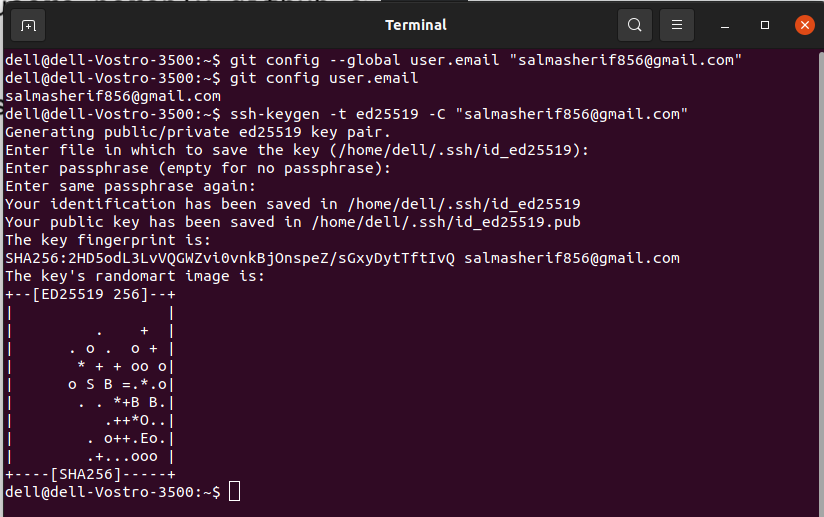 Terminal
dell@dell-Vostro-3500:~$ git config --global user.email "salmasherif856@gmail.com"
dell@dell-Vostro-3500:~$ git config user.email
salmasherif856@gmail.com
dell@dell-Vostro-3500:~$ ssh-keygen -t ed25519 -C "salmasherif856@gmail.com"
Generating public/private ed25519 key pair.
Enter file in which to save the key (/home/dell/.ssh/id_ed25519):
Enter passphrase (empty for no passphrase):
Enter same passphrase again:
Your identification has been saved in /home/dell/.ssh/id_ed25519
Your public key has been saved in /home/dell/.ssh/id_ed25519.pub
The key fingerprint is:
SHA256:2HD5odL3LvVQGWZvi0vnkBjOnspeZ/sGxyDytTftIvQ salmasherif856@gmail.com
The key's randomart image is:
+--[ED25519 256]--+
|                 |
|         .    +  |
|      . o .  o + |
|       * + + oo o|
|      o S B =.*.o|
|       . . *+B B.|
|          .++*O..|
|        . o++.Eo.|
|        .+...ooo |
+----[SHA256]-----+
dell@dell-Vostro-3500:~$